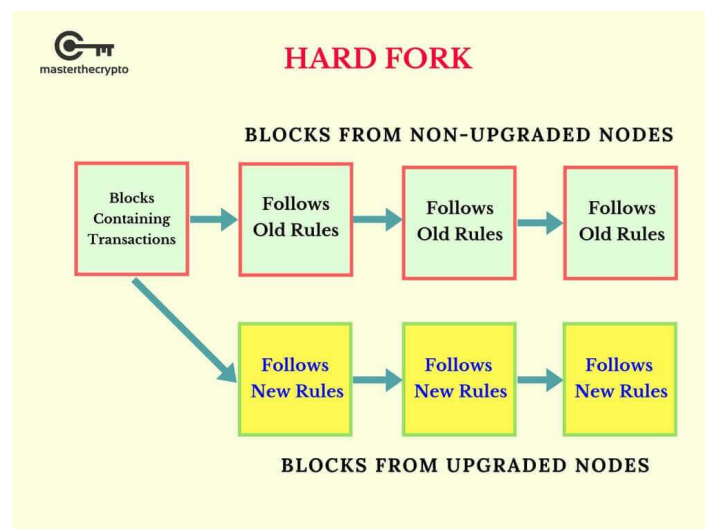 masterthecrypto
HARD FORK
BLOCKS FROM NON-UPGRADED NODES
Blocks
Containing
Transactions
Follows
Old Rules
Follows
Old Rules
Follows
Old Rules
Follows
New Rules
Follows
New Rules
Follows
New Rules
BLOCKS FROM UPGRADED NODES